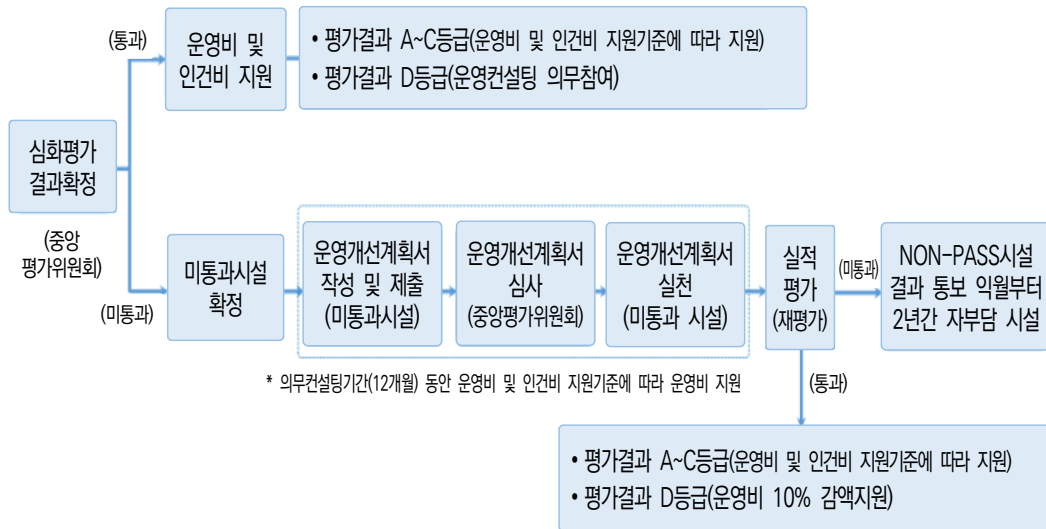 (통과)
운영비 및
인건비 지원
• 평가결과 A~C등급(운영비 및 인건비 지원기준에 따라 지원)
• 평가결과 D등급(운영컨설팅 의무참여)
심화평가
결과확정
(중앙
평가위원회)
(미통과)
미통과시설
확정
운영개선계획서
작성 및 제출
(미통과시설)
운영개선계획서
심사
(중앙평가위원회)
운영개선계획서
실천
(미통과 시설)
실적
평가
(재평가)
(미통과)
NON-PASS시설
결과 통보 익월부터
2년간 자부담 시설
* 의무컨설팅기간(12개월) 동안 운영비 및 인건비 지원기준에 따라 운영비 지원
(통과)
• 평가결과 A~C등급(운영비 및 인건비 지원기준에 따라 지원)
• 평가결과 D등급(운영비 10% 감액지원)